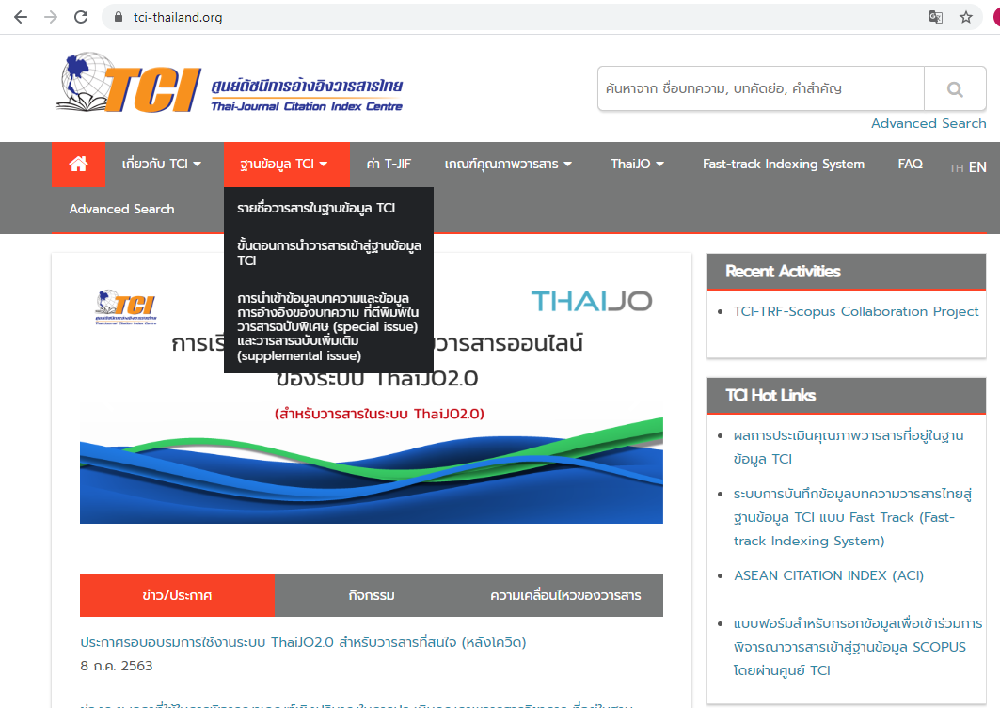 tci-thailand.org
TCI
ศูนย์ดัชนีการอ้างอิงวารสารไทย
Thai-Journal Citation Index Centre
ค้นหาจาก ชื่อบทความ, บทคัดย่อ, คำสำคัญ
Advanced Search
เกี่ยวกับ TCI
ฐานข้อมูล TCI
ค่า T-JIF
เกณฑ์คุณภาพวารสาร
ThaiJO
Fast-track Indexing System
FAQ
TH EN
Advanced Search
รายชื่อวารสารในฐานข้อมูล TCI
ขั้นตอนการนำวารสารเข้าสู่ฐานข้อมูล
TCI
การนำเข้าข้อมูลบทความและข้อมูล
การอ้างอิงของบทความ ที่ตีพิมพ์ใน
วารสารฉบับพิเศษ (special issue)
และวารสารฉบับเพิ่มเติม
(supplemental issue)
TCI
THAIJO
วารสารออนไลน์
ของระบบ ThaiJO2.0
(สำหรับวารสารในระบบ ThaiJO2.0)
ข่าว/ประกาศ
กิจกรรม
ความเคลื่อนไหวของวารสาร
ประกาศรอบอบรมการใช้งานระบบ ThaiJO2.0 สำหรับวารสารที่สนใจ (หลังโควิด)
8 ก.ค. 2563
Recent Activities
TCI-TRF-Scopus Collaboration Project
TCI Hot Links
ผลการประเมินคุณภาพวารสารที่อยู่ในฐาน
ข้อมูล TCI
ระบบการบันทึกข้อมูลบทความวารสารไทยสู่
ฐานข้อมูล TCI แบบ Fast Track (Fast-
track Indexing System)
ASEAN CITATION INDEX (ACI)
แบบฟอร์มสำหรับกรอกข้อมูลเพื่อเข้าร่วมการ
พิจารณาวารสารเข้าสู่ฐานข้อมูล SCOPUS
โดยผ่านศูนย์ TCI